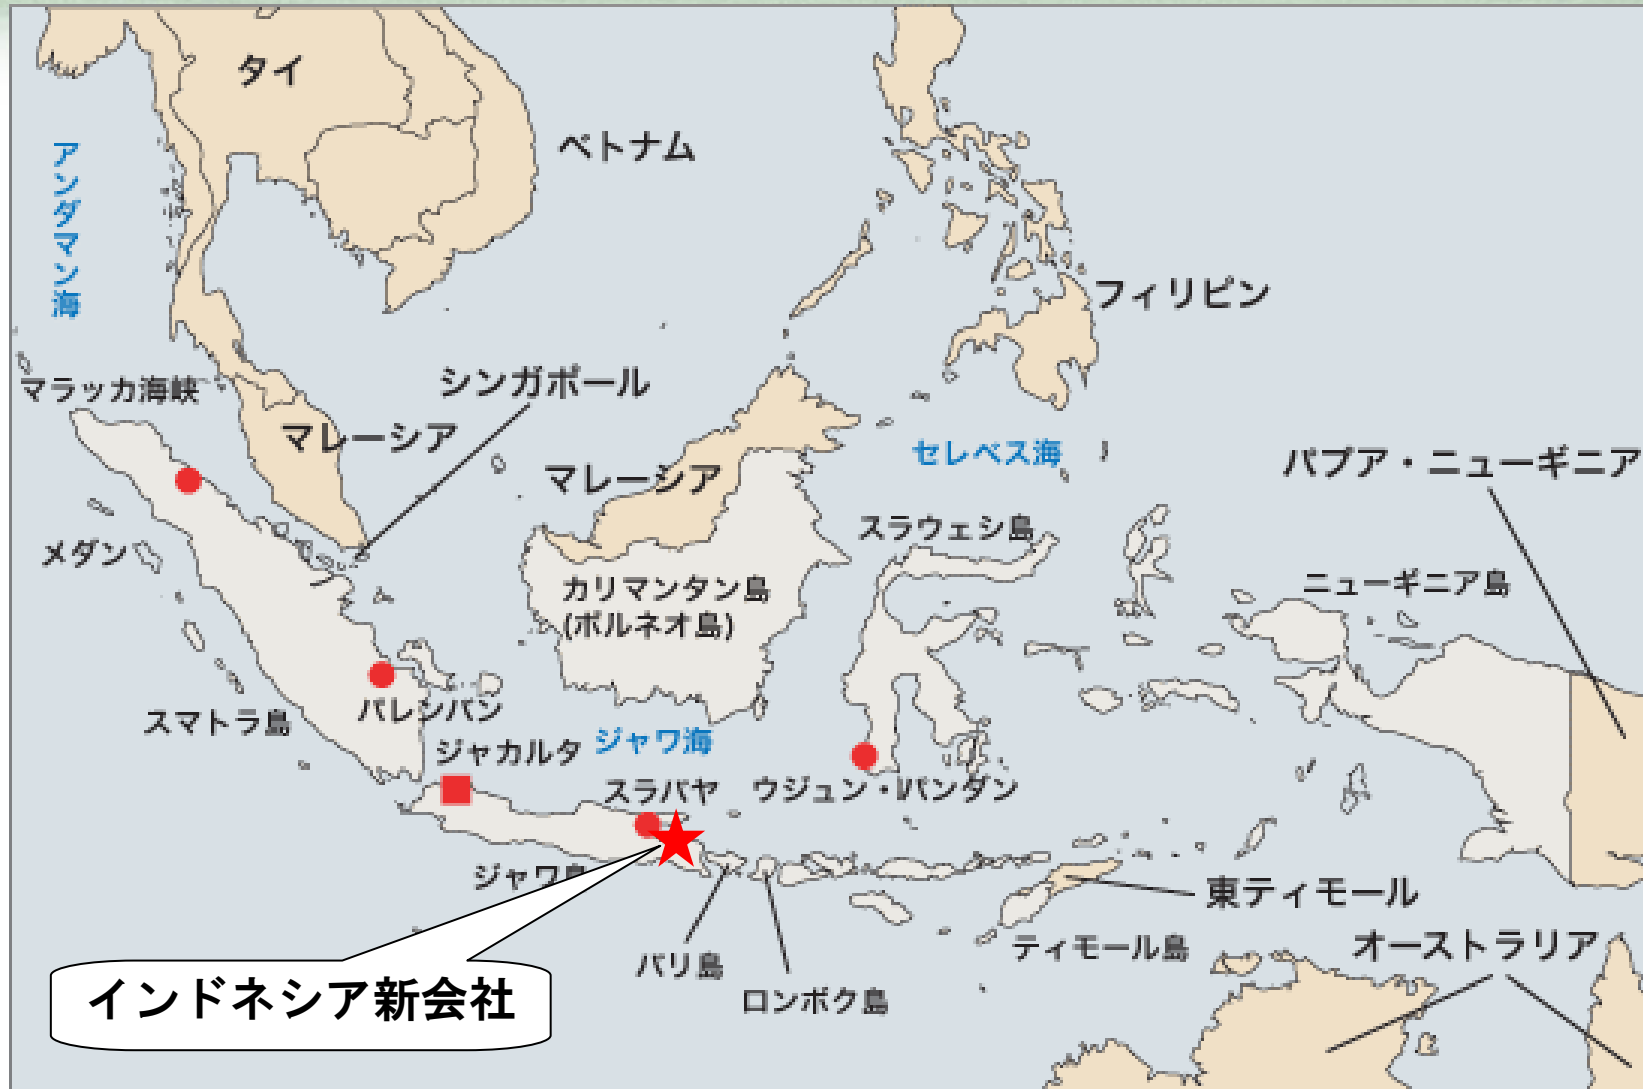 タイ
ベトナム
アンダマン海
フィリピン
マラッカ海峡
シンガポール
マレーシア
セレベス海
パプア・ニューギニア
マレーシア
スラウェシ島
メダン
カリマンタン島
(ボルネオ島)
ニューギニア島
パレンバン
スマトラ島
ジャカルタ
ジャワ海
スラバヤ
ウジュン・パンダン
ジャワ島
東ティモール
ティモール島
オーストラリア
バリ島
ロンボク島
インドネシア新会社